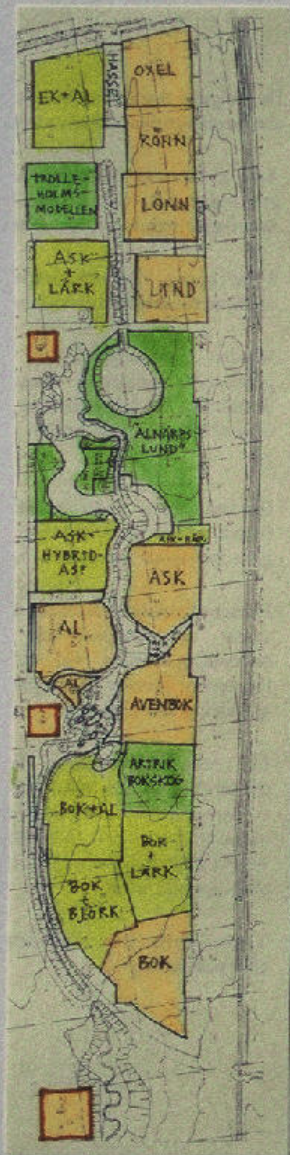 OXEL
HASSEL
EK+AL
RÖNN
TROLLE-
HOLMS-
MODELLEN
LÖNN
ASK
+
LÄRK
LIND
"ALNARPS
LUND"
ASK-
HYBRID-
ASP
ASK
AL
AL
AVENBOK
ARTRIK
BOKSKOG
BOK+AL
BOK
+
LÄRK
BOK
+
BJÖRK
BOK